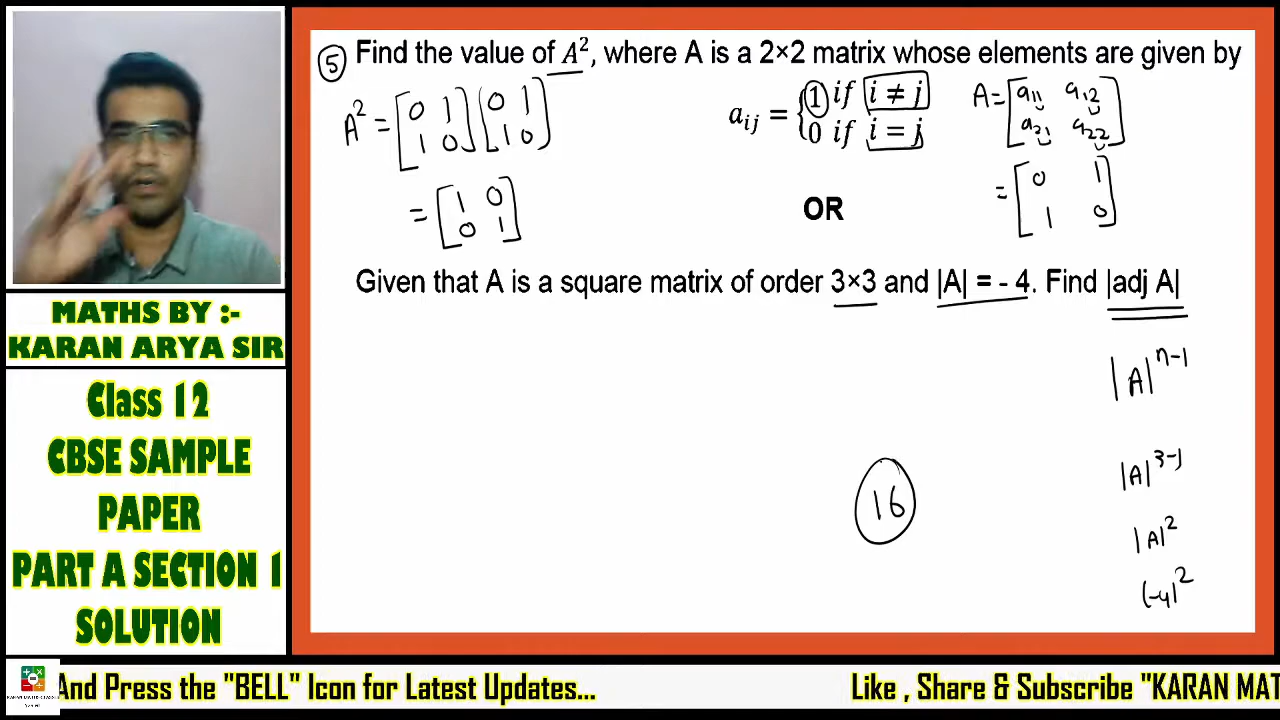 ⑤ Find the value of A², where A is a 2×2 matrix whose elements are given by
A² = [0 1 [0 1
1 0] 1 0]
= [1 0
0 1]
aij = {1 if i ≠ j
0 if i = j
A = [a11 a12
a21 a22]
= [0 1
1 0]
OR
Given that A is a square matrix of order 3×3 and |A| = - 4. Find |adj A|
|A|^n-1
|A|^3-1
|A|²
(-4)²
16
MATHS BY :-
KARAN ARYA SIR
Class 12
CBSE SAMPLE
PAPER
PART A SECTION 1
SOLUTION
And Press the "BELL" Icon for Latest Updates...
Like , Share & Subscribe "KARAN MAT